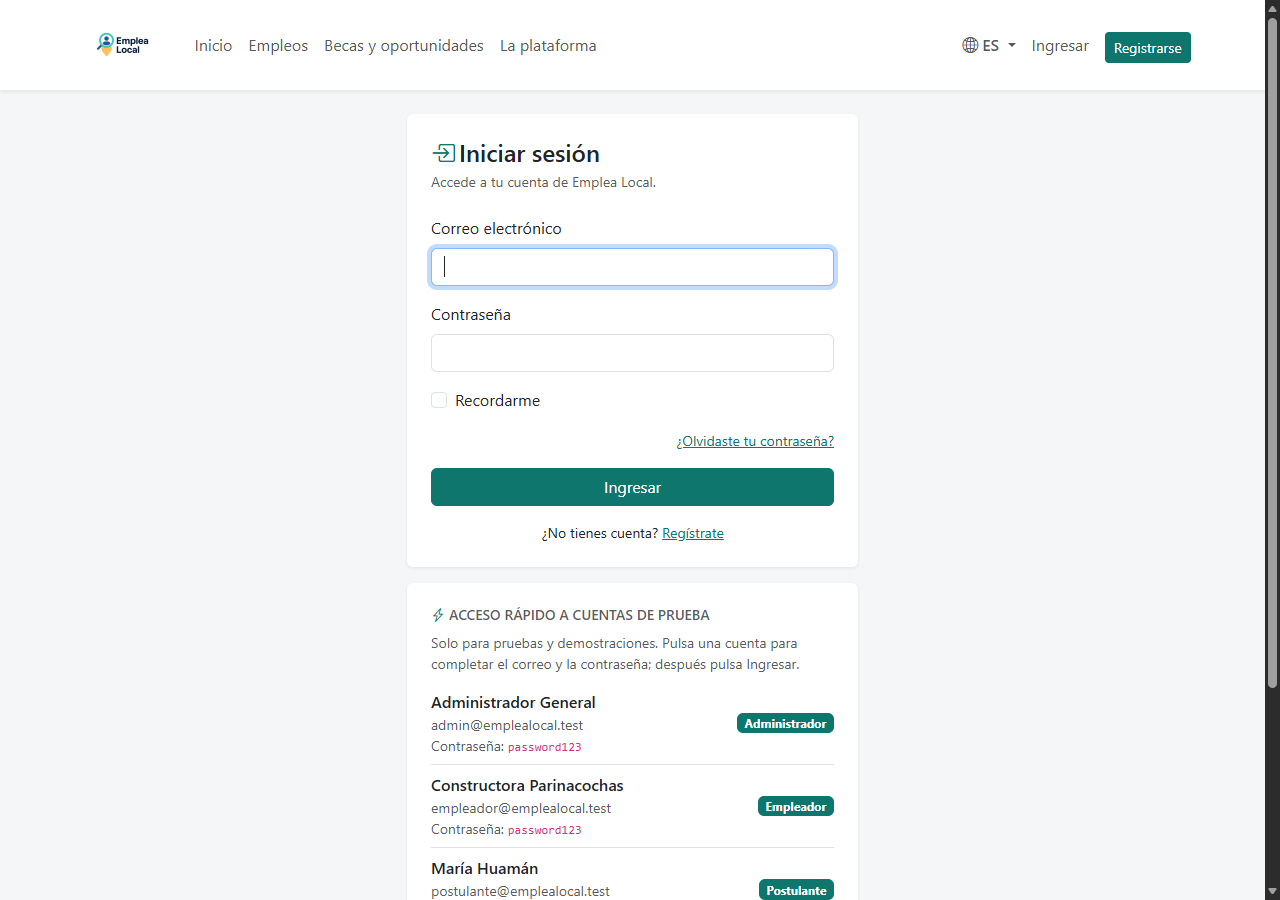 Emplea
Local
Inicio
Empleos
Becas y oportunidades
La plataforma
ES
Ingresar
Registrarse
Iniciar sesión
Accede a tu cuenta de Emplea Local.
Correo electrónico
Contraseña
Recordarme
¿Olvidaste tu contraseña?
Ingresar
¿No tienes cuenta? Regístrate
ACCESO RÁPIDO A CUENTAS DE PRUEBA
Solo para pruebas y demostraciones. Pulsa una cuenta para
completar el correo y la contraseña; después pulsa Ingresar.
Administrador General
admin@emplealocal.test
Contraseña: password123
Administrador
Constructora Parinacochas
empleador@emplealocal.test
Contraseña: password123
Empleador
María Huamán
postulante@emplealocal.test
Postulante